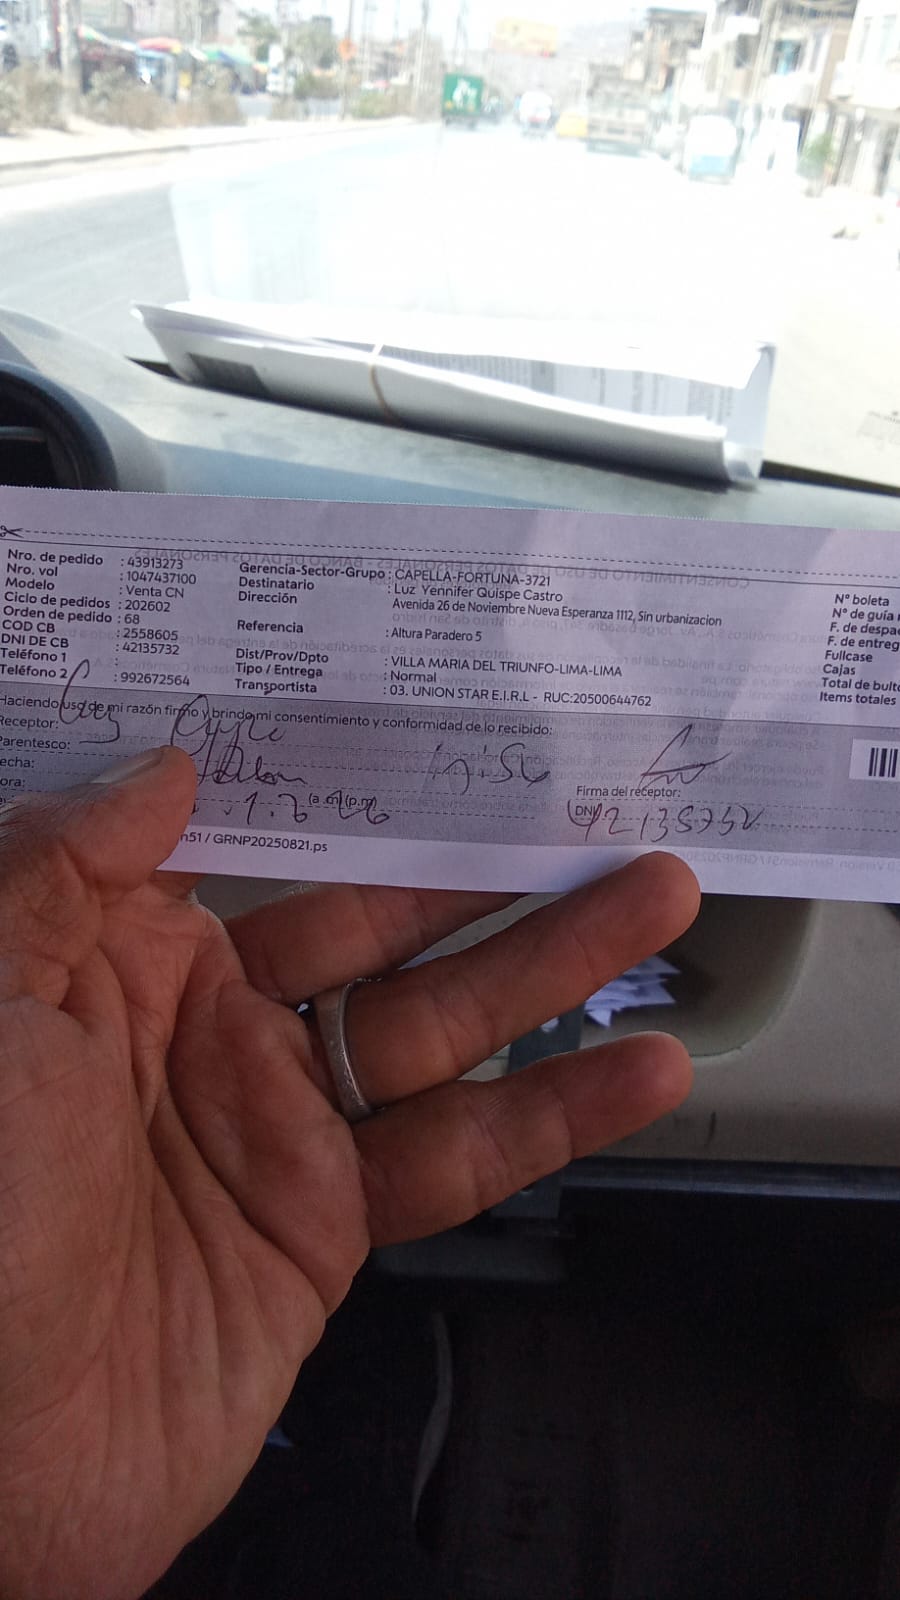 Nro. de pedido : 43913273
Nro. vol : 1047437100
Modelo : Venta CN
Ciclo de pedidos : 202602
Orden de pedido : 68
COD CB : 2558605
DNI DE CB : 42135732
Teléfono 1 :
Teléfono 2 : 992672564
Gerencia-Sector-Grupo : CAPELLA-FORTUNA-3721
Destinatario : Luz Yennifer Quispe Castro
Dirección Avenida 26 de Noviembre Nueva Esperanza 1112, Sin urbanizacion
Referencia : Altura Paradero 5
Dist/Prov/Dpto : VILLA MARIA DEL TRIUNFO-LIMA-LIMA
Tipo / Entrega : Normal
Transportista : 03. UNION STAR E.I.R.L - RUC:20500644762
N° boleta
N° de guía
F. de despa
F. de entreg
Fullcase
Cajas
Total de bult
Items totales
Haciendo uso de mi razón firmo y brindo mi consentimiento y conformidad de lo recibido:
Receptor: Luz
Parentesco:
echa:
ora: (a.m) (p.m)
Firma del receptor:
DNI 42135732
n51 / GRNP20250821.ps